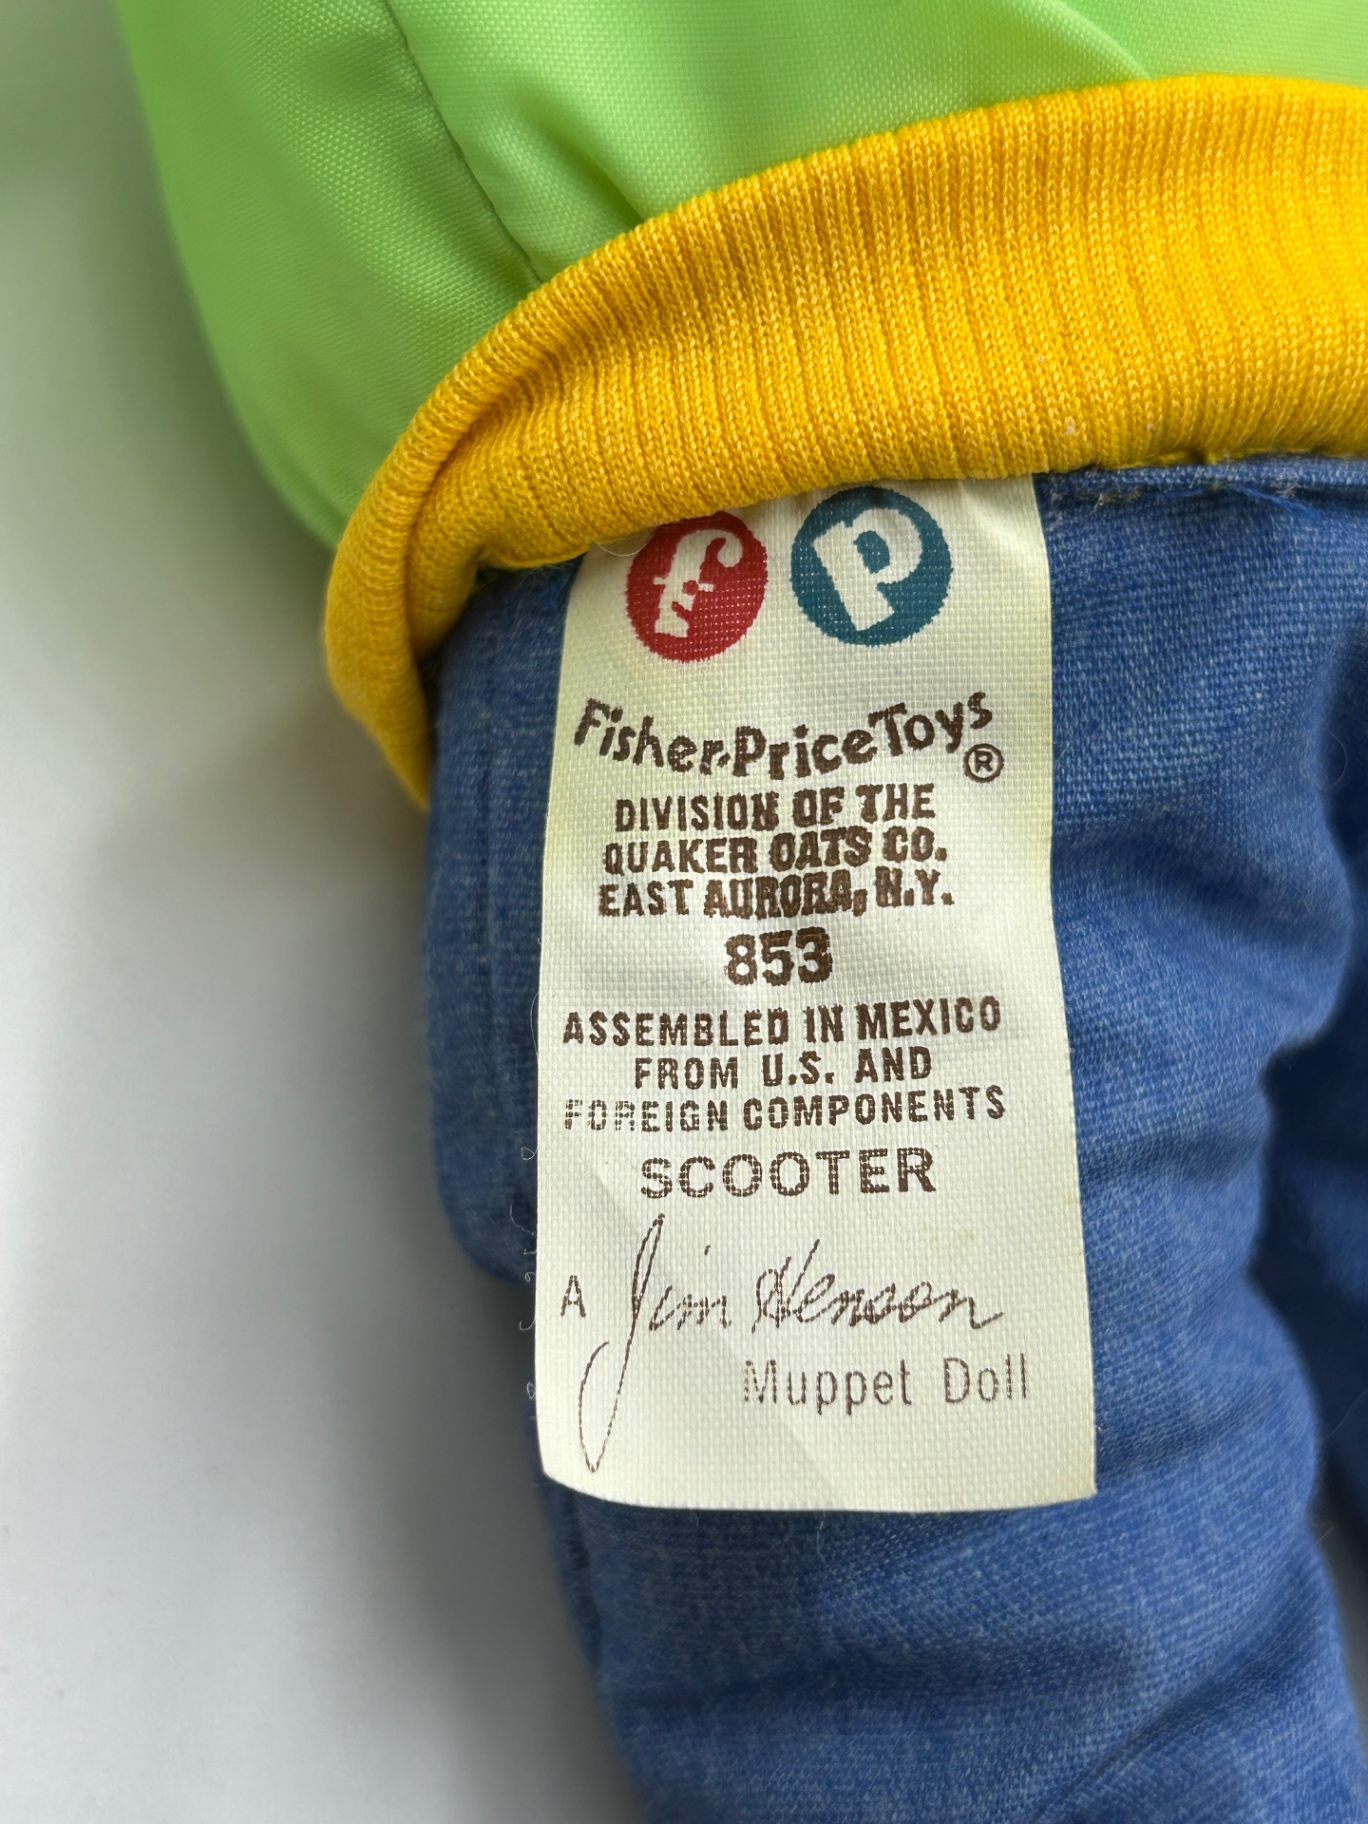 f p
Fisher-Price Toys®
DIVISION OF THE
QUAKER OATS CO.
EAST AURORA, N.Y.
853
ASSEMBLED IN MEXICO
FROM U.S. AND
FOREIGN COMPONENTS
SCOOTER
A Jim Henson
Muppet Doll